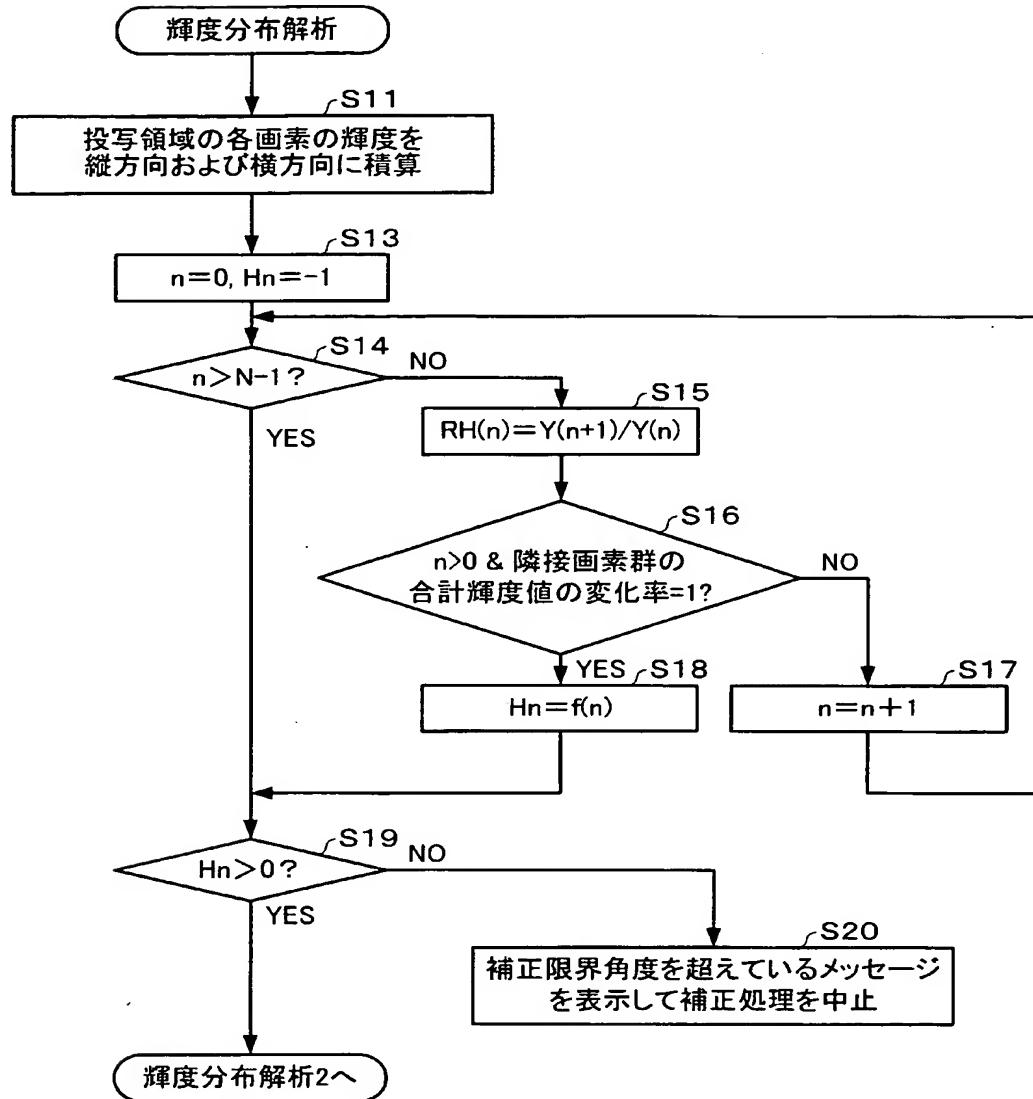 輝度分布解析
S11
投写領域の各画素の輝度を
縦方向および横方向に積算
S13
n=0, Hn=-1
S14
n>N-1?
NO
YES
S15
RH(n)=Y(n+1)/Y(n)
S16
n>0 & 隣接画素群の
合計輝度値の変化率=1?
NO
YES
S18
Hn=f(n)
S17
n=n+1
S19
Hn>0?
NO
YES
S20
補正限界角度を超えているメッセージ
を表示して補正処理を中止
輝度分布解析2へ